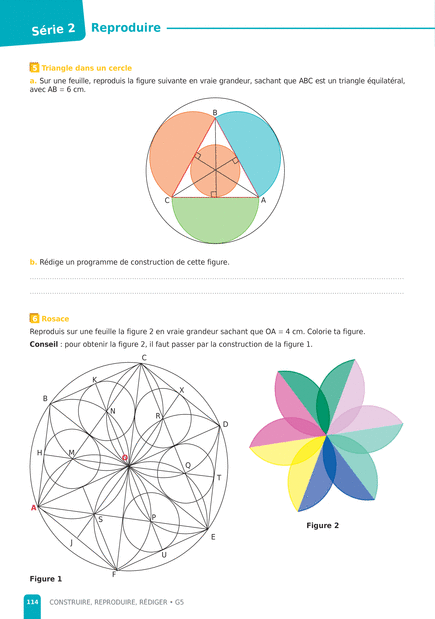 Série 2 Reproduire
5 Triangle dans un cercle
a. Sur une feuille, reproduis la figure suivante en vraie grandeur, sachant que ABC est un triangle équilatéral,
avec AB = 6 cm.
B
C A
b. Rédige un programme de construction de cette figure.
6 Rosace
Reproduis sur une feuille la figure 2 en vraie grandeur sachant que OA = 4 cm. Colorie ta figure.
Conseil : pour obtenir la figure 2, il faut passer par la construction de la figure 1.
C
K X
B N R
D
H M O Q
T
A
S P
J E
U
F
Figure 2
Figure 1
114 CONSTRUIRE, REPRODUIRE, RÉDIGER • G5